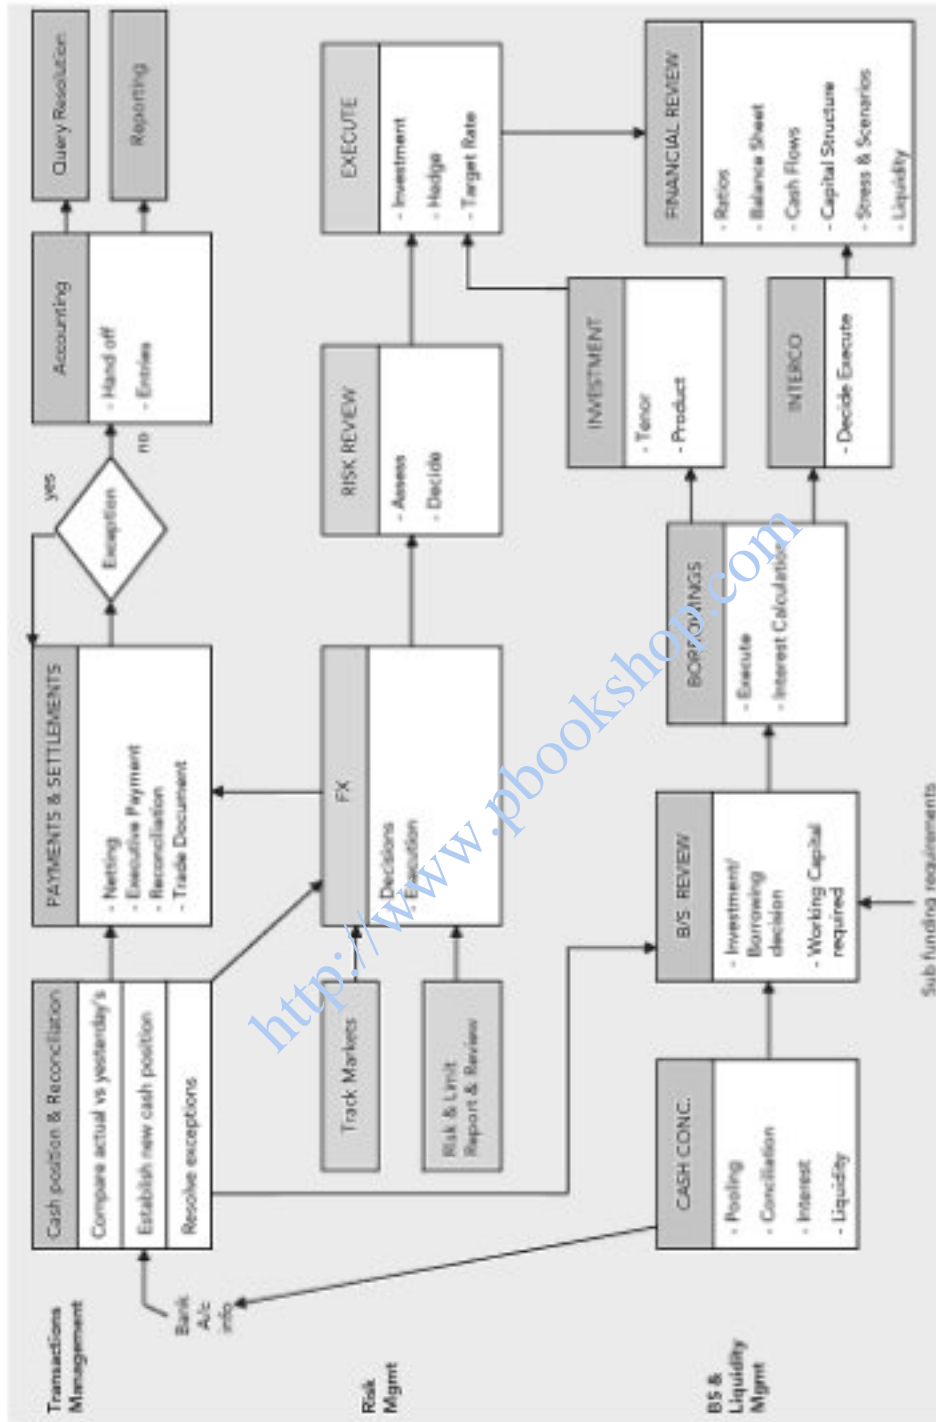 Transactions
Management
Bank
A/c
info
Cash position & Reconciliation
Compare actual vs yesterday's
Establish new cash position
Resolve exceptions
PAYMENTS & SETTLEMENTS
- Netting
- Executive Payment
- Reconciliation
- Trade Document
Exception
yes
no
Accounting
- Hand off
- Entries
Query Resolution
Reporting
Risk
Mgmt
Track Markets
Risk & Limit
Report & Review
FX
- Decisions
- Execution
RISK REVIEW
- Assess
- Decide
EXECUTE
- Investment
- Hedge
- Target Rate
BS &
Liquidity
Mgmt
CASH CONC.
- Pooling
- Conciliation
- Interest
- Liquidity
B/S REVIEW
- Investment/
Borrowing
decision
- Working Capital
required
Sub funding requirements
BORROWINGS
- Execute
- Interest Calculation
INVESTMENT
- Tenor
- Product
INTERCO
- Decide Execute
FINANCIAL REVIEW
- Ratios
- Balance Sheet
- Cash Flows
- Capital Structure
- Stress & Scenarios
- Liquidity
http://www.pbookshop.com